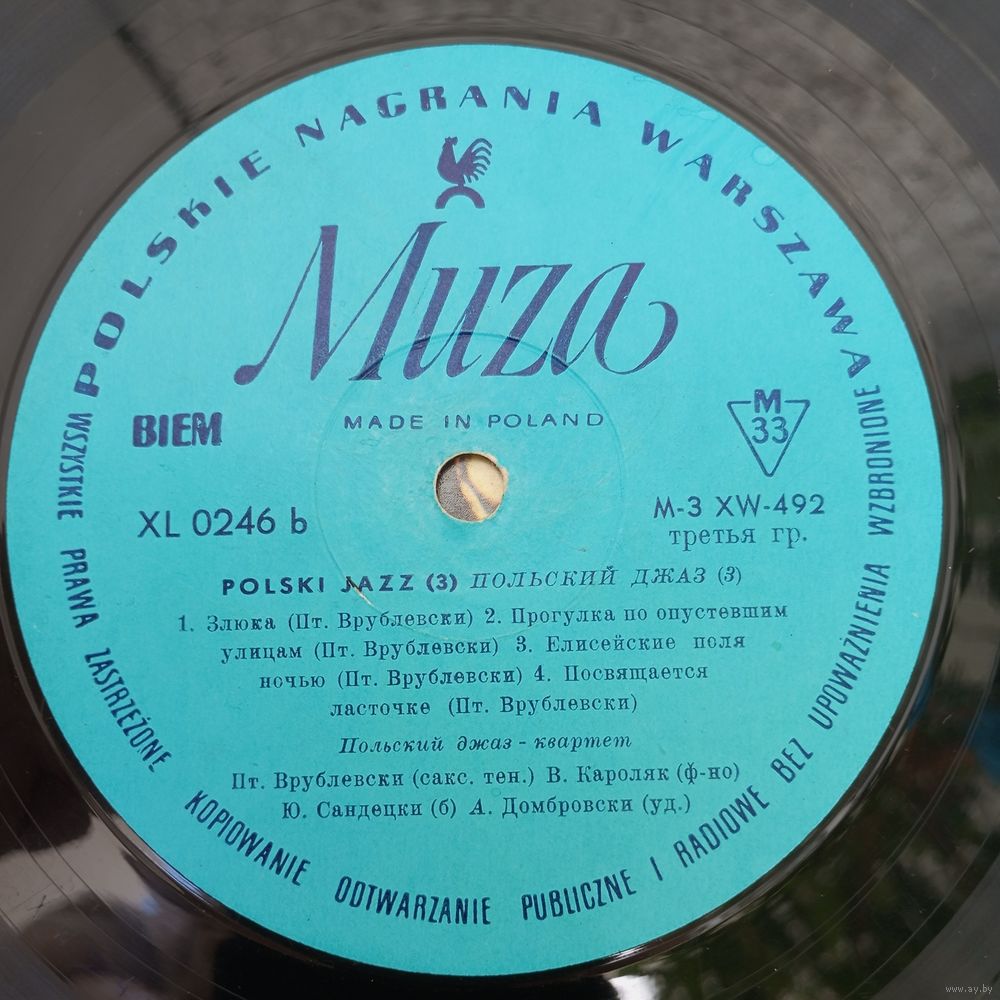 POLSKIE NAGRANIA WARSZAWA
Muza
MADE IN POLAND
BIEM
M
33
XL 0246 b
M-3 XW-492
третья гр.
POLSKI JAZZ (3) ПОЛЬСКИЙ ДЖАЗ (3)
1. Злюка (Пт. Врублевски) 2. Прогулка по опустевшим
улицам (Пт. Врублевски) 3. Елисейские поля
ночью (Пт. Врублевски) 4. Посвящается
ласточке (Пт. Врублевски)
Польский джаз - квартет
Пт. Врублевски (сакс. тен.) В. Кароляк (ф-но)
Ю. Сандецки (б) А. Домбровски (уд.)
WSZYSTKIE PRAWA ZASTRZEŻONE KOPIOWANIE ODTWARZANIE PUBLICZNE I RADIOWE BEZ UPOWAŻNIENIA WZBRONIONE
www.ay.by